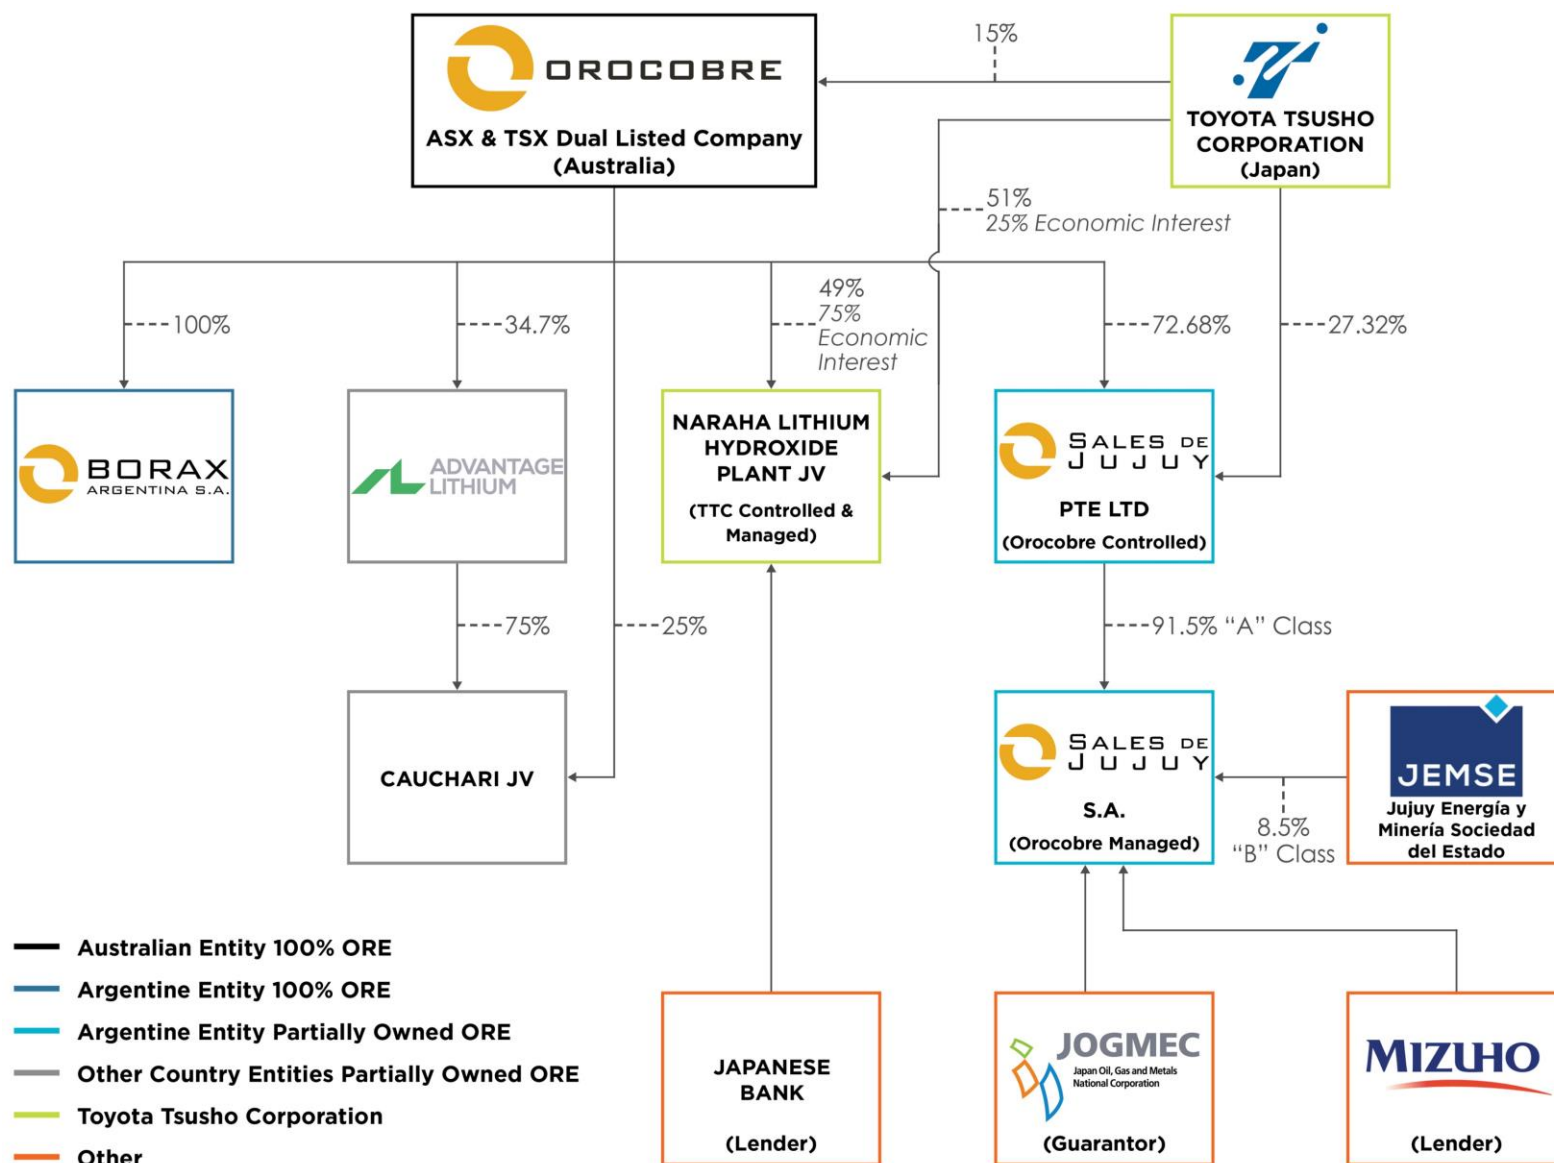 OROCOBRE
ASX & TSX Dual Listed Company
(Australia)
15%
TOYOTA TSUSHO
CORPORATION
(Japan)
51%
25% Economic Interest
100%
34.7%
49%
75%
Economic
Interest
72.68%
27.32%
BORAX
ARGENTINA S.A.
ADVANTAGE
LITHIUM
NARAHA LITHIUM
HYDROXIDE
PLANT JV
(TTC Controlled &
Managed)
SALES DE
JUJUY
PTE LTD
(Orocobre Controlled)
75%
25%
91.5% “A” Class
CAUCHARI JV
SALES DE
JUJUY
S.A.
(Orocobre Managed)
8.5%
“B” Class
JEMSE
Jujuy Energía y
Minería Sociedad
del Estado
Australian Entity 100% ORE
Argentine Entity 100% ORE
Argentine Entity Partially Owned ORE
Other Country Entities Partially Owned ORE
Toyota Tsusho Corporation
Other
JAPANESE
BANK
(Lender)
JOGMEC
Japan Oil, Gas and Metals
National Corporation
(Guarantor)
MIZUHO
(Lender)